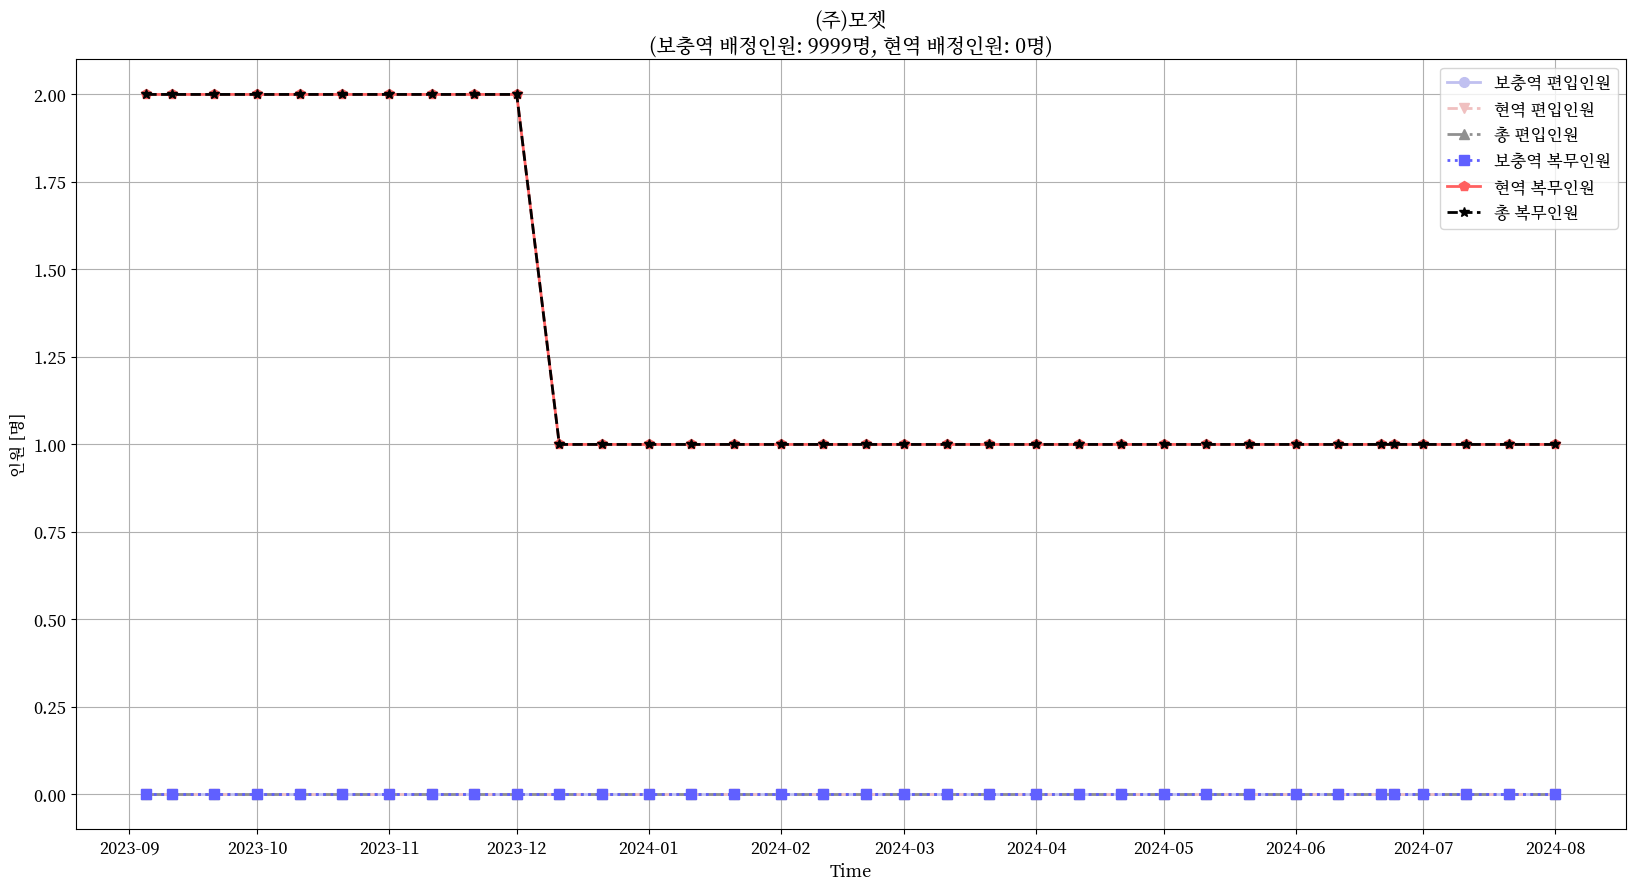 (주)모젯
(보충역 배정인원: 9999명, 현역 배정인원: 0명)
보충역 편입인원
현역 편입인원
총 편입인원
보충역 복무인원
현역 복무인원
총 복무인원
2.00
1.75
1.50
1.25
1.00
0.75
0.50
0.25
0.00
인원 [명]
2023-09 2023-10 2023-11 2023-12 2024-01 2024-02 2024-03 2024-04 2024-05 2024-06 2024-07 2024-08
Time